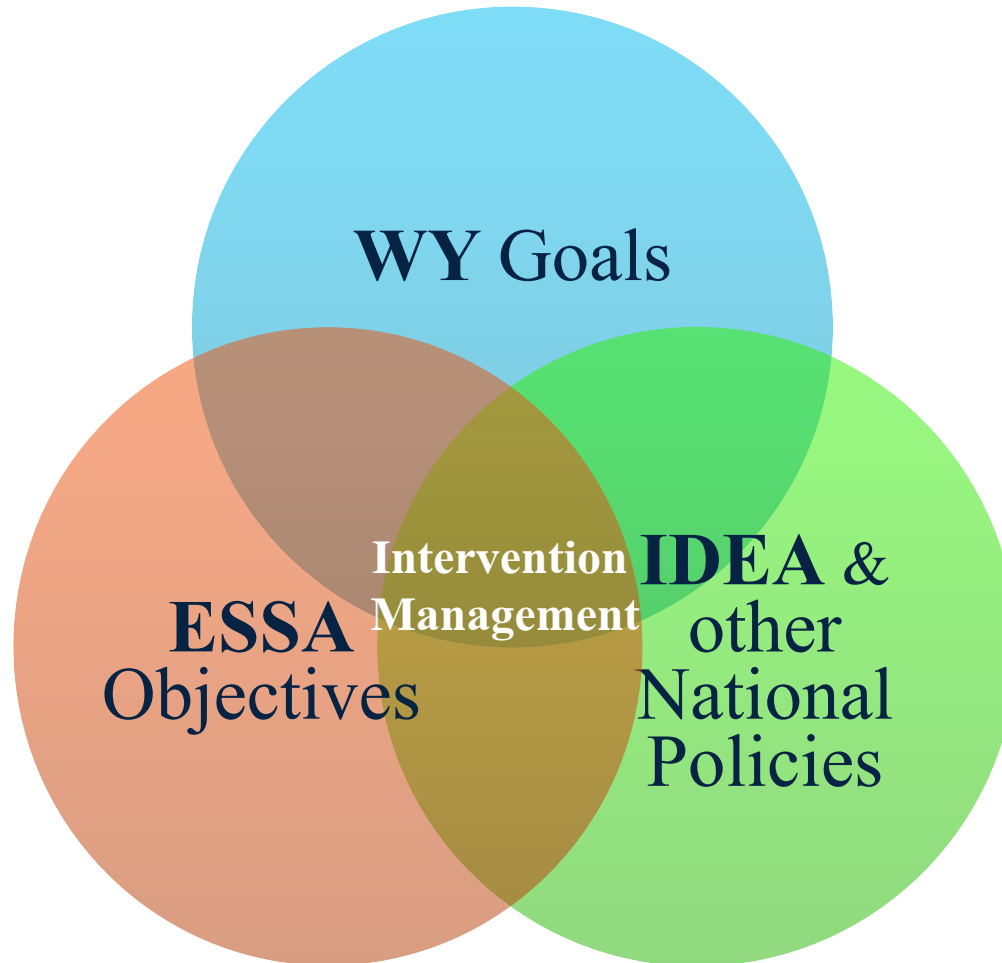 WY Goals
Intervention
Management
ESSA
Objectives
IDEA &
other
National
Policies